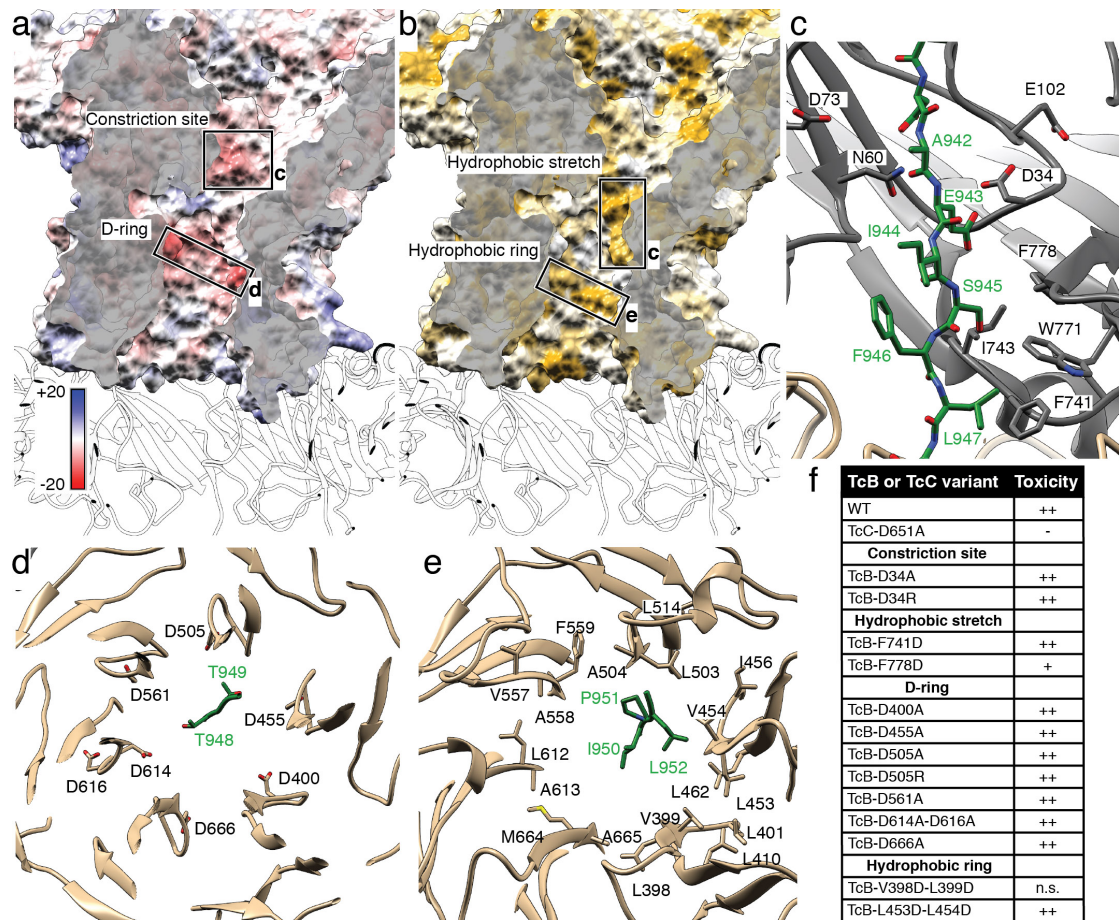 a
Constriction site
c
D-ring
d
+20
-20
b
Hydrophobic stretch
c
Hydrophobic ring
e
c
D73
E102
A942
N60
D34
E943
I944
F778
S945
I743
W771
F946
F741
L947
d
D505
T949
D561
D455
T948
D614
D616
D400
D666
e
L514
F559
A504
L503
I456
V557
P951
A558
V454
L612
I950
L952
A613
L462
L453
M664
A665
V399
L401
L410
L398
f
TcB or TcC variant Toxicity
WT ++
TcC-D651A -
Constriction site
TcB-D34A ++
TcB-D34R ++
Hydrophobic stretch
TcB-F741D ++
TcB-F778D +
D-ring
TcB-D400A ++
TcB-D455A ++
TcB-D505A ++
TcB-D505R ++
TcB-D561A ++
TcB-D614A-D616A ++
TcB-D666A ++
Hydrophobic ring
TcB-V398D-L399D n.s.
TcB-L453D-L454D ++